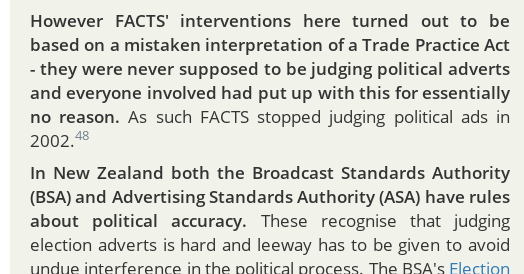 However FACTS' interventions here turned out to be
based on a mistaken interpretation of a Trade Practice Act
- they were never supposed to be judging political adverts
and everyone involved had put up with this for essentially
no reason. As such FACTS stopped judging political ads in
2002.48
In New Zealand both the Broadcast Standards Authority
(BSA) and Advertising Standards Authority (ASA) have rules
about political accuracy. These recognise that judging
election adverts is hard and leeway has to be given to avoid
undue interference in the political process. The BSA's Election